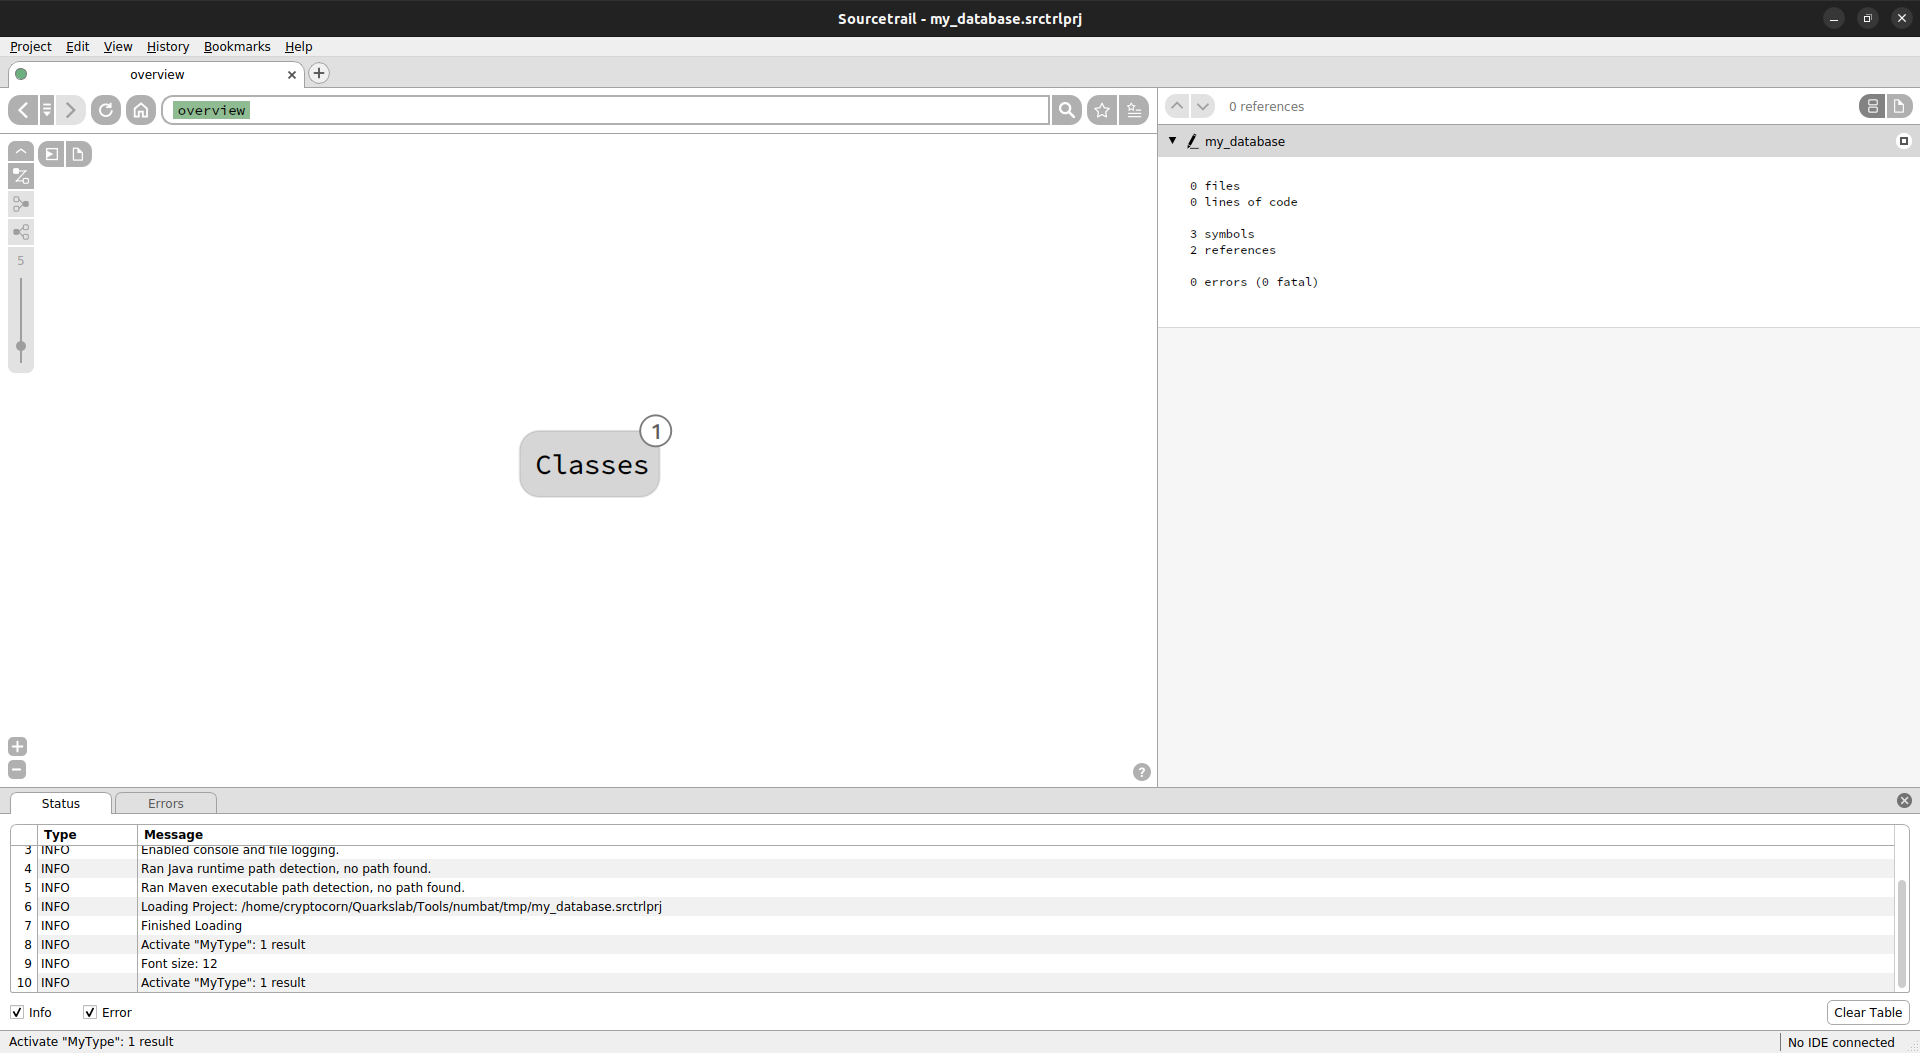 Sourcetrail - my_database.srctrlprj
Project Edit View History Bookmarks Help
overview
overview
0 references
my_database
0 files
0 lines of code
3 symbols
2 references
0 errors (0 fatal)
5
1
Classes
Status Errors
Type Message
3 INFO Enabled console and file logging.
4 INFO Ran Java runtime path detection, no path found.
5 INFO Ran Maven executable path detection, no path found.
6 INFO Loading Project: /home/cryptocorn/Quarkslab/Tools/numbat/tmp/my_database.srctrlprj
7 INFO Finished Loading
8 INFO Activate "MyType": 1 result
9 INFO Font size: 12
10 INFO Activate "MyType": 1 result
Info Error Clear Table
Activate "MyType": 1 result No IDE connected